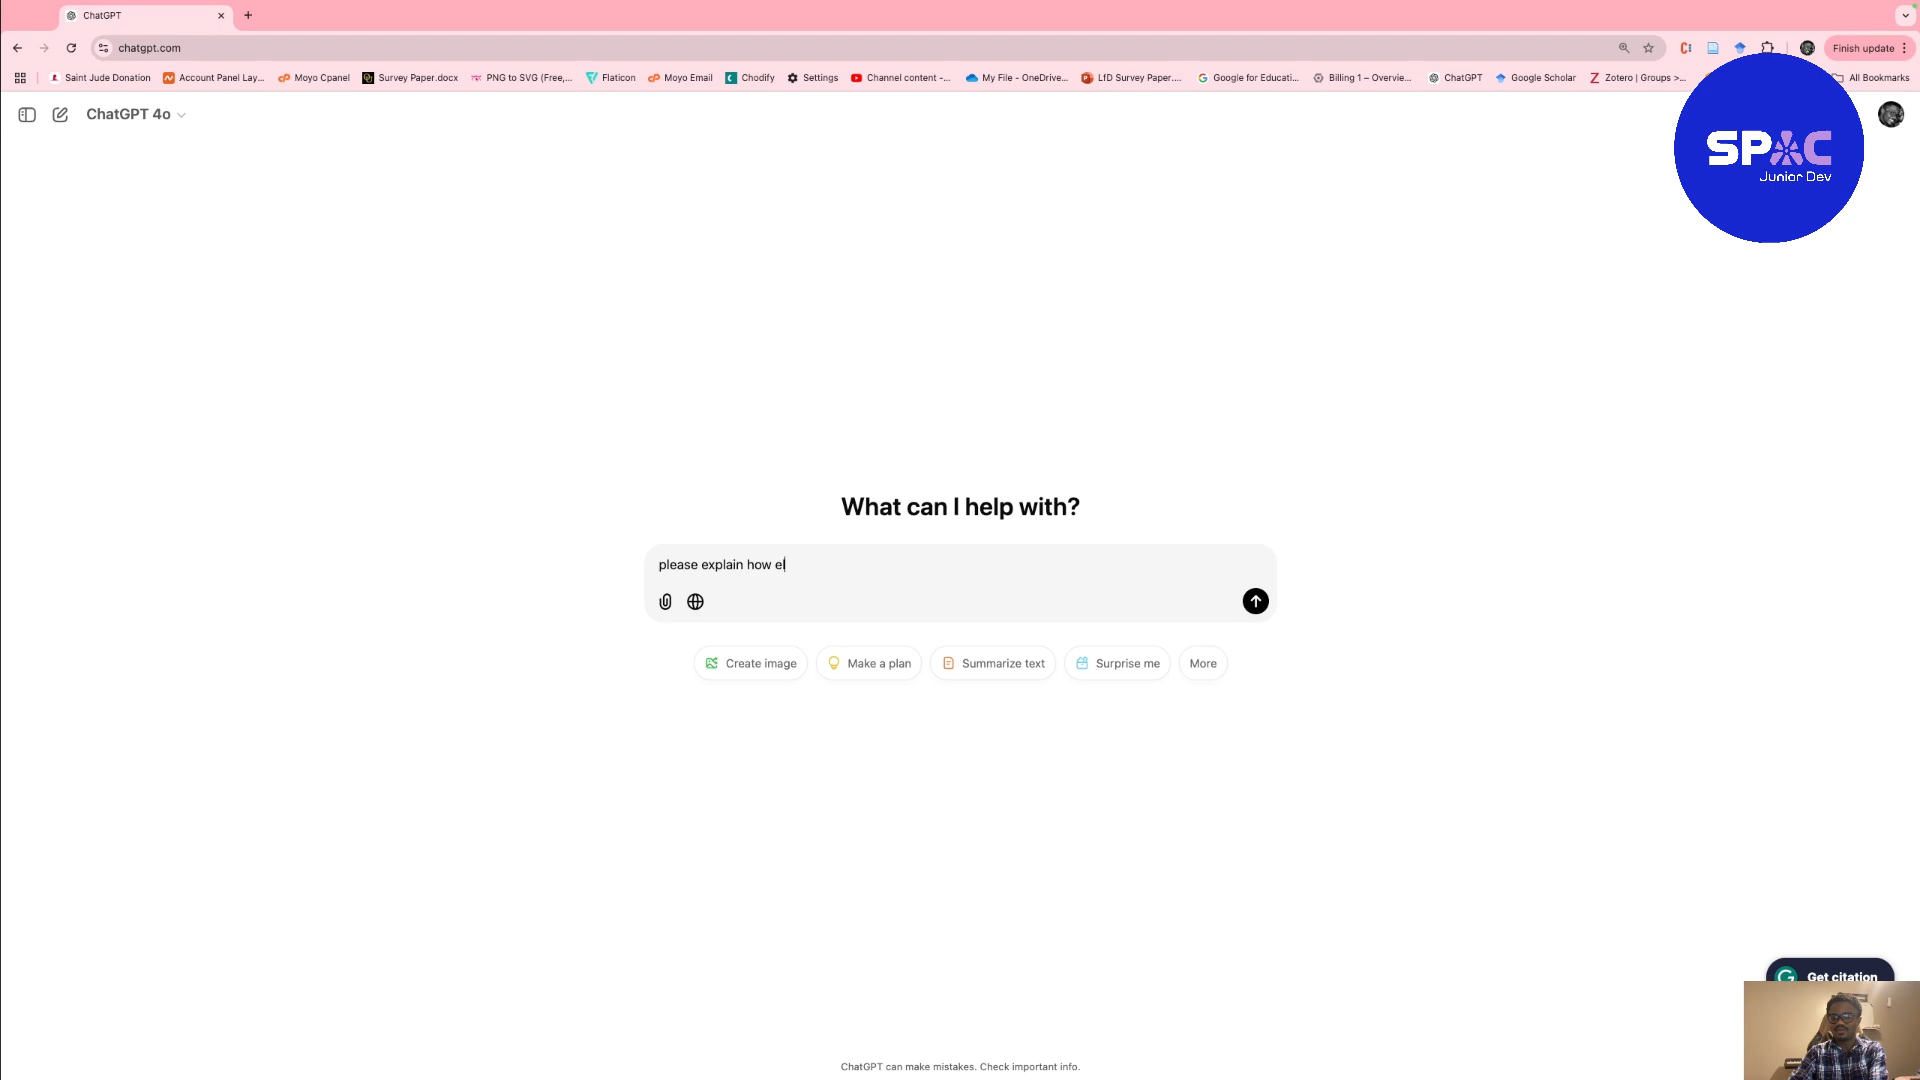 ChatGPT
chatgpt.com
Finish update
Saint Jude Donation
Account Panel Lay...
Moyo Cpanel
Survey Paper.docx
PNG to SVG (Free,...
Flaticon
Moyo Email
Chodify
Settings
Channel content -...
My File - OneDrive...
LfD Survey Paper....
Google for Educati...
Billing 1 – Overvie...
ChatGPT
Google Scholar
Zotero | Groups >...
All Bookmarks
ChatGPT 4o
SPAC
Junior Dev
What can I help with?
please explain how el
Create image
Make a plan
Summarize text
Surprise me
More
Get citation
ChatGPT can make mistakes. Check important info.